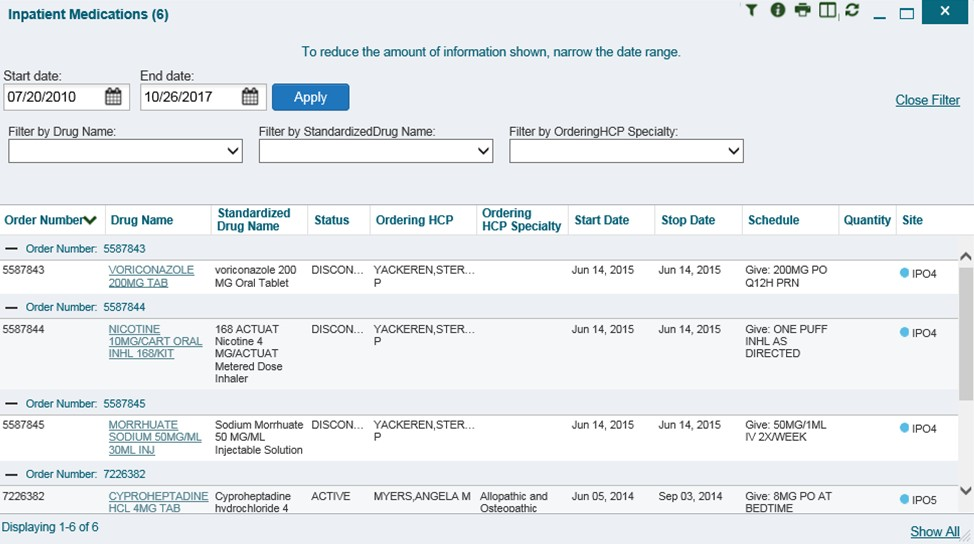 Inpatient Medications (6)
To reduce the amount of information shown, narrow the date range.
Start date:
End date:
07/20/2010
10/26/2017
Apply
Close Filter
Filter by Drug Name:
Filter by StandardizedDrug Name:
Filter by OrderingHCP Specialty:
Order Number
Drug Name
Standardized
Drug Name
Status
Ordering HCP
Ordering
HCP Specialty
Start Date
Stop Date
Schedule
Quantity
Site
Order Number: 5587843
5587843
VORICONAZOLE
200MG TAB
voriconazole 200
MG Oral Tablet
DISCON...
YACKEREN,STER...
P
Jun 14, 2015
Jun 14, 2015
Give: 200MG PO
Q12H PRN
IPO4
Order Number: 5587844
5587844
NICOTINE
10MG/CART ORAL
INHL 168/KIT
168 ACTUAT
Nicotine 4
MG/ACTUAT
Metered Dose
Inhaler
DISCON...
YACKEREN,STER...
P
Jun 14, 2015
Jun 14, 2015
Give: ONE PUFF
INHL AS
DIRECTED
IPO4
Order Number: 5587845
5587845
MORRHUATE
SODIUM 50MG/ML
30ML INJ
Sodium Morrhuate
50 MG/ML
Injectable Solution
DISCON...
YACKEREN,STER...
P
Jun 14, 2015
Jun 14, 2015
Give: 50MG/1ML
IV 2X/WEEK
IPO4
Order Number: 7226382
7226382
CYPROHEPTADINE
HCL 4MG TAB
Cyproheptadine
hydrochloride 4
ACTIVE
MYERS,ANGELA M
Allopathic and
Osteopathic
Jun 05, 2014
Sep 03, 2014
Give: 8MG PO AT
BEDTIME
IPO5
Displaying 1-6 of 6
Show All